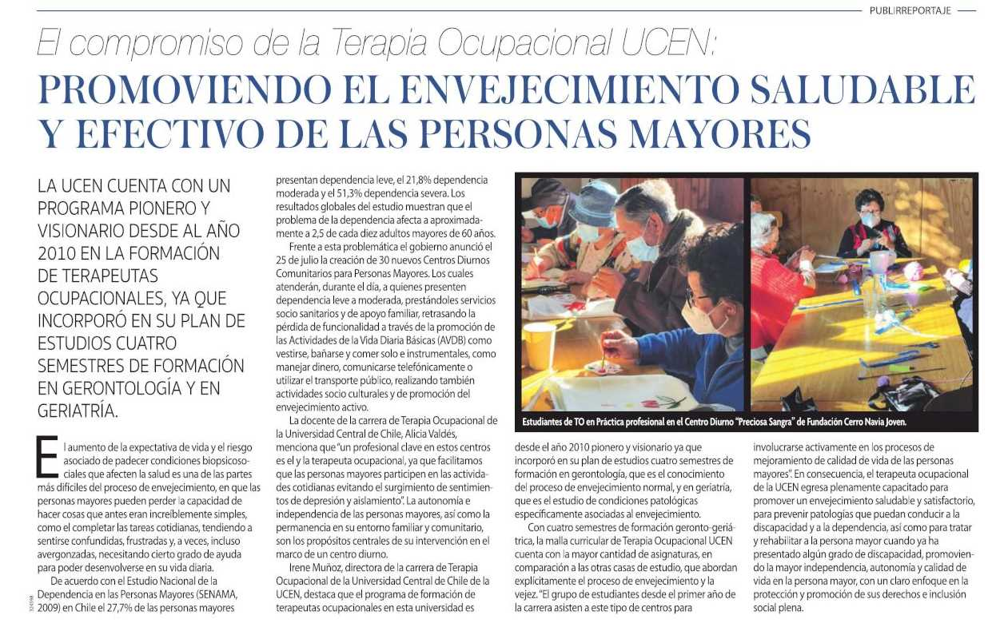 PUBLIRREPORTAJE
El compromiso de la Terapia Ocupacional UCEN:
PROMOVIENDO EL ENVEJECIMIENTO SALUDABLE
Y EFECTIVO DE LAS PERSONAS MAYORES
LA UCEN CUENTA CON UN
PROGRAMA PIONERO Y
VISIONARIO DESDE AL AÑO
2010 EN LA FORMACIÓN
DE TERAPEUTAS
OCUPACIONALES, YA QUE
INCORPORÓ EN SU PLAN DE
ESTUDIOS CUATRO
SEMESTRES DE FORMACIÓN
EN GERONTOLOGÍA Y EN
GERIATRÍA.
El aumento de la expectativa de vida y el riesgo
asociado de padecer condiciones biopsicoso-
ciales que afecten la salud es una de las partes
más difíciles del proceso de envejecimiento, en que las
personas mayores pueden perder la capacidad de
hacer cosas que antes eran increíblemente simples,
como el completar las tareas cotidianas, tendiendo a
sentirse confundidas, frustradas y, a veces, incluso
avergonzadas, necesitando cierto grado de ayuda
para poder desenvolverse en su vida diaria.
De acuerdo con el Estudio Nacional de la
Dependencia en las Personas Mayores (SENAMA,
2009) en Chile el 27,7% de las personas mayores
presentan dependencia leve, el 21,8% dependencia
moderada y el 51,3% dependencia severa. Los
resultados globales del estudio muestran que el
problema de la dependencia afecta a aproximada-
mente a 2,5 de cada diez adultos mayores de 60 años.
Frente a esta problemática el gobierno anunció el
25 de julio la creación de 30 nuevos Centros Diurnos
Comunitarios para Personas Mayores. Los cuales
atenderán, durante el día, a quienes presenten
dependencia leve a moderada, prestándoles servicios
socio sanitarios y de apoyo familiar, retrasando la
pérdida de funcionalidad a través de la promoción de
las Actividades de la Vida Diaria Básicas (AVDB) como
vestirse, bañarse y comer solo e instrumentales, como
manejar dinero, comunicarse telefónicamente o
utilizar el transporte público, realizando también
actividades socio culturales y de promoción del
envejecimiento activo.
La docente de la carrera de Terapia Ocupacional de
la Universidad Central de Chile, Alicia Valdés,
menciona que “un profesional clave en estos centros
es el y la terapeuta ocupacional, ya que facilitamos
que las personas mayores participen en las activida-
des cotidianas evitando el surgimiento de sentimien-
tos de depresión y aislamiento”. La autonomía e
independencia de las personas mayores, así como la
permanencia en su entorno familiar y comunitario,
son los propósitos centrales de su intervención en el
marco de un centro diurno.
Irene Muñoz, directora de la carrera de Terapia
Ocupacional de la Universidad Central de Chile de la
UCEN, destaca que el programa de formación de
terapeutas ocupacionales en esta universidad es
Estudiantes de TO en Práctica profesional en el Centro Diurno “Preciosa Sangra” de Fundación Cerro Navia Joven.
desde el año 2010 pionero y visionario ya que
incorporó en su plan de estudios cuatro semestres de
formación en gerontología, que es el conocimiento
del proceso de envejecimiento normal, y en geriatría,
que es el estudio de condiciones patológicas
específicamente asociadas al envejecimiento.
Con cuatro semestres de formación geronto-geriá-
trica, la malla curricular de Terapia Ocupacional UCEN
cuenta con la mayor cantidad de asignaturas, en
comparación a las otras casas de estudio, que abordan
explícitamente el proceso de envejecimiento y la
vejez. “El grupo de estudiantes desde el primer año de
la carrera asisten a este tipo de centros para
involucrarse activamente en los procesos de
mejoramiento de calidad de vida de las personas
mayores”. En consecuencia, el terapeuta ocupacional
de la UCEN egresa plenamente capacitado para
promover un envejecimiento saludable y satisfactorio,
para prevenir patologías que puedan conducir a la
discapacidad y a la dependencia, así como para tratar
y rehabilitar a la persona mayor cuando ya ha
presentado algún grado de discapacidad, promovien-
do la mayor independencia, autonomía y calidad de
vida en la persona mayor, con un claro enfoque en la
protección y promoción de sus derechos e inclusión
social plena.